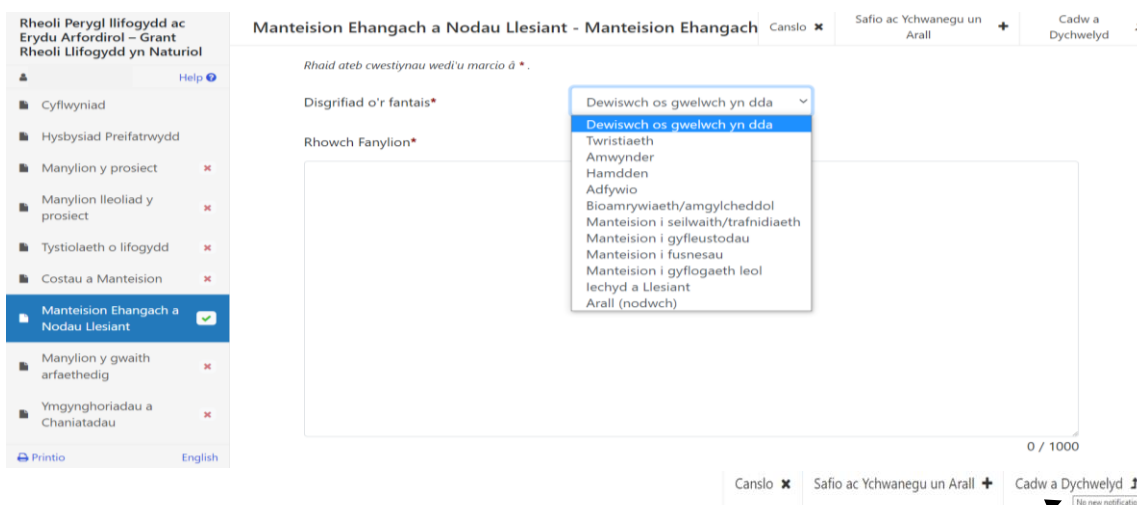 Rheoli Perygl llifogydd ac
Erydu Arfordirol – Grant
Rheoli Llifogydd yn Naturiol
Help
Cyflwyniad
Hysbysiad Preifatrwydd
Manylion y prosiect
Manylion lleoliad y
prosiect
Tystiolaeth o lifogydd
Costau a Manteision
Manteision Ehangach a
Nodau Llesiant
Manylion y gwaith
arfaethedig
Ymgynghoriadau a
Chaniatadau
Printio English
Manteision Ehangach a Nodau Llesiant - Manteision Ehangach
Canslo
Safio ac Ychwanegu un
Arall
Cadw a
Dychwelyd
Rhaid ateb cwestiynau wedi'u marcio â * .
Disgrifiad o'r fantais*
Dewiswch os gwelwch yn dda
Dewiswch os gwelwch yn dda
Twristiaeth
Amwynder
Hamdden
Adfywio
Bioamrywiaeth/amgylcheddol
Manteision i seilwaith/trafnidiaeth
Manteision i gyfleustodau
Manteision i fusnesau
Manteision i gyflogaeth leol
Iechyd a Llesiant
Arall (nodwch)
Rhowch Fanylion*
0 / 1000
Canslo Safio ac Ychwanegu un Arall Cadw a Dychwelyd
No new notificatio